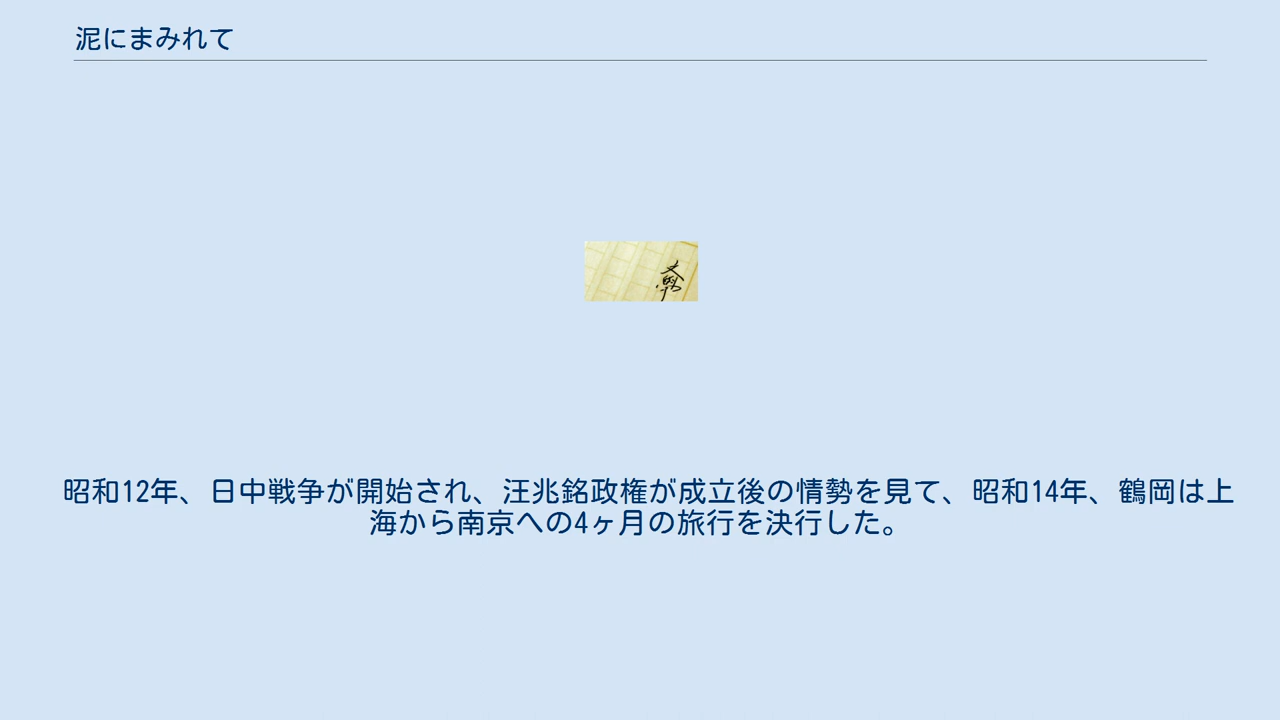 泥にまみれて
昭和12年、日中戦争が開始され、汪兆銘政権が成立後の情勢を見て、昭和14年、鶴岡は上
海から南京への4ヶ月の旅行を決行した。